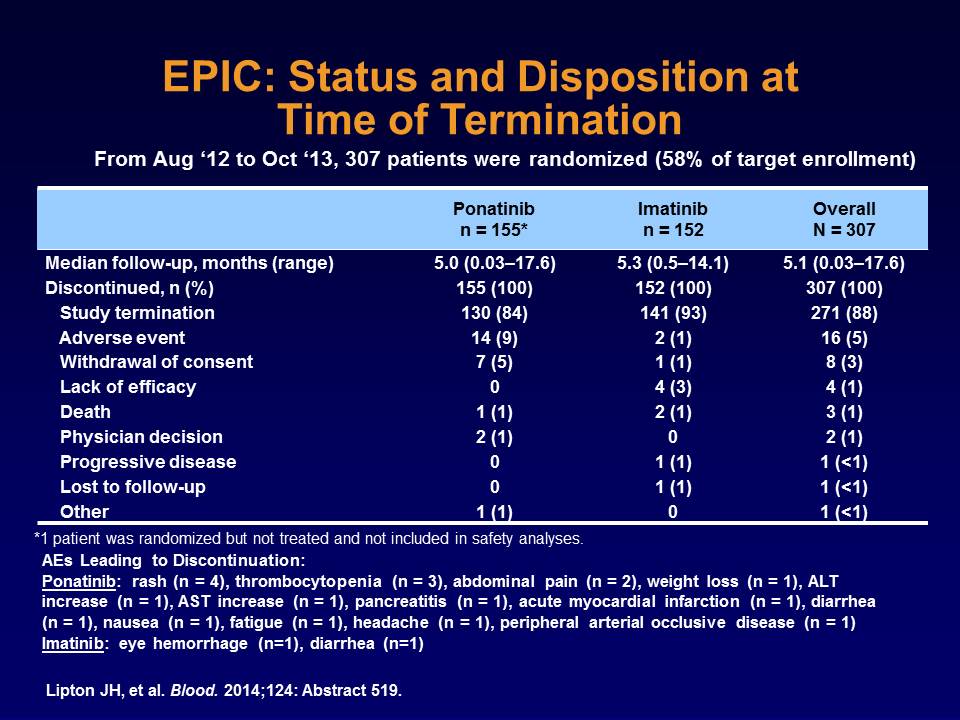 EPIC: Status and Disposition at
Time of Termination
From Aug ‘12 to Oct ‘13, 307 patients were randomized (58% of target enrollment)
Ponatinib Imatinib Overall
n = 155* n = 152 N = 307
Median follow-up, months (range) 5.0 (0.03–17.6) 5.3 (0.5–14.1) 5.1 (0.03–17.6)
Discontinued, n (%) 155 (100) 152 (100) 307 (100)
Study termination 130 (84) 141 (93) 271 (88)
Adverse event 14 (9) 2 (1) 16 (5)
Withdrawal of consent 7 (5) 1 (1) 8 (3)
Lack of efficacy 0 4 (3) 4 (1)
Death 1 (1) 2 (1) 3 (1)
Physician decision 2 (1) 0 2 (1)
Progressive disease 0 1 (1) 1 (<1)
Lost to follow-up 0 1 (1) 1 (<1)
Other 1 (1) 0 1 (<1)
*1 patient was randomized but not treated and not included in safety analyses.
AEs Leading to Discontinuation:
Ponatinib: rash (n = 4), thrombocytopenia (n = 3), abdominal pain (n = 2), weight loss (n = 1), ALT
increase (n = 1), AST increase (n = 1), pancreatitis (n = 1), acute myocardial infarction (n = 1), diarrhea
(n = 1), nausea (n = 1), fatigue (n = 1), headache (n = 1), peripheral arterial occlusive disease (n = 1)
Imatinib: eye hemorrhage (n=1), diarrhea (n=1)
Lipton JH, et al. Blood. 2014;124: Abstract 519.